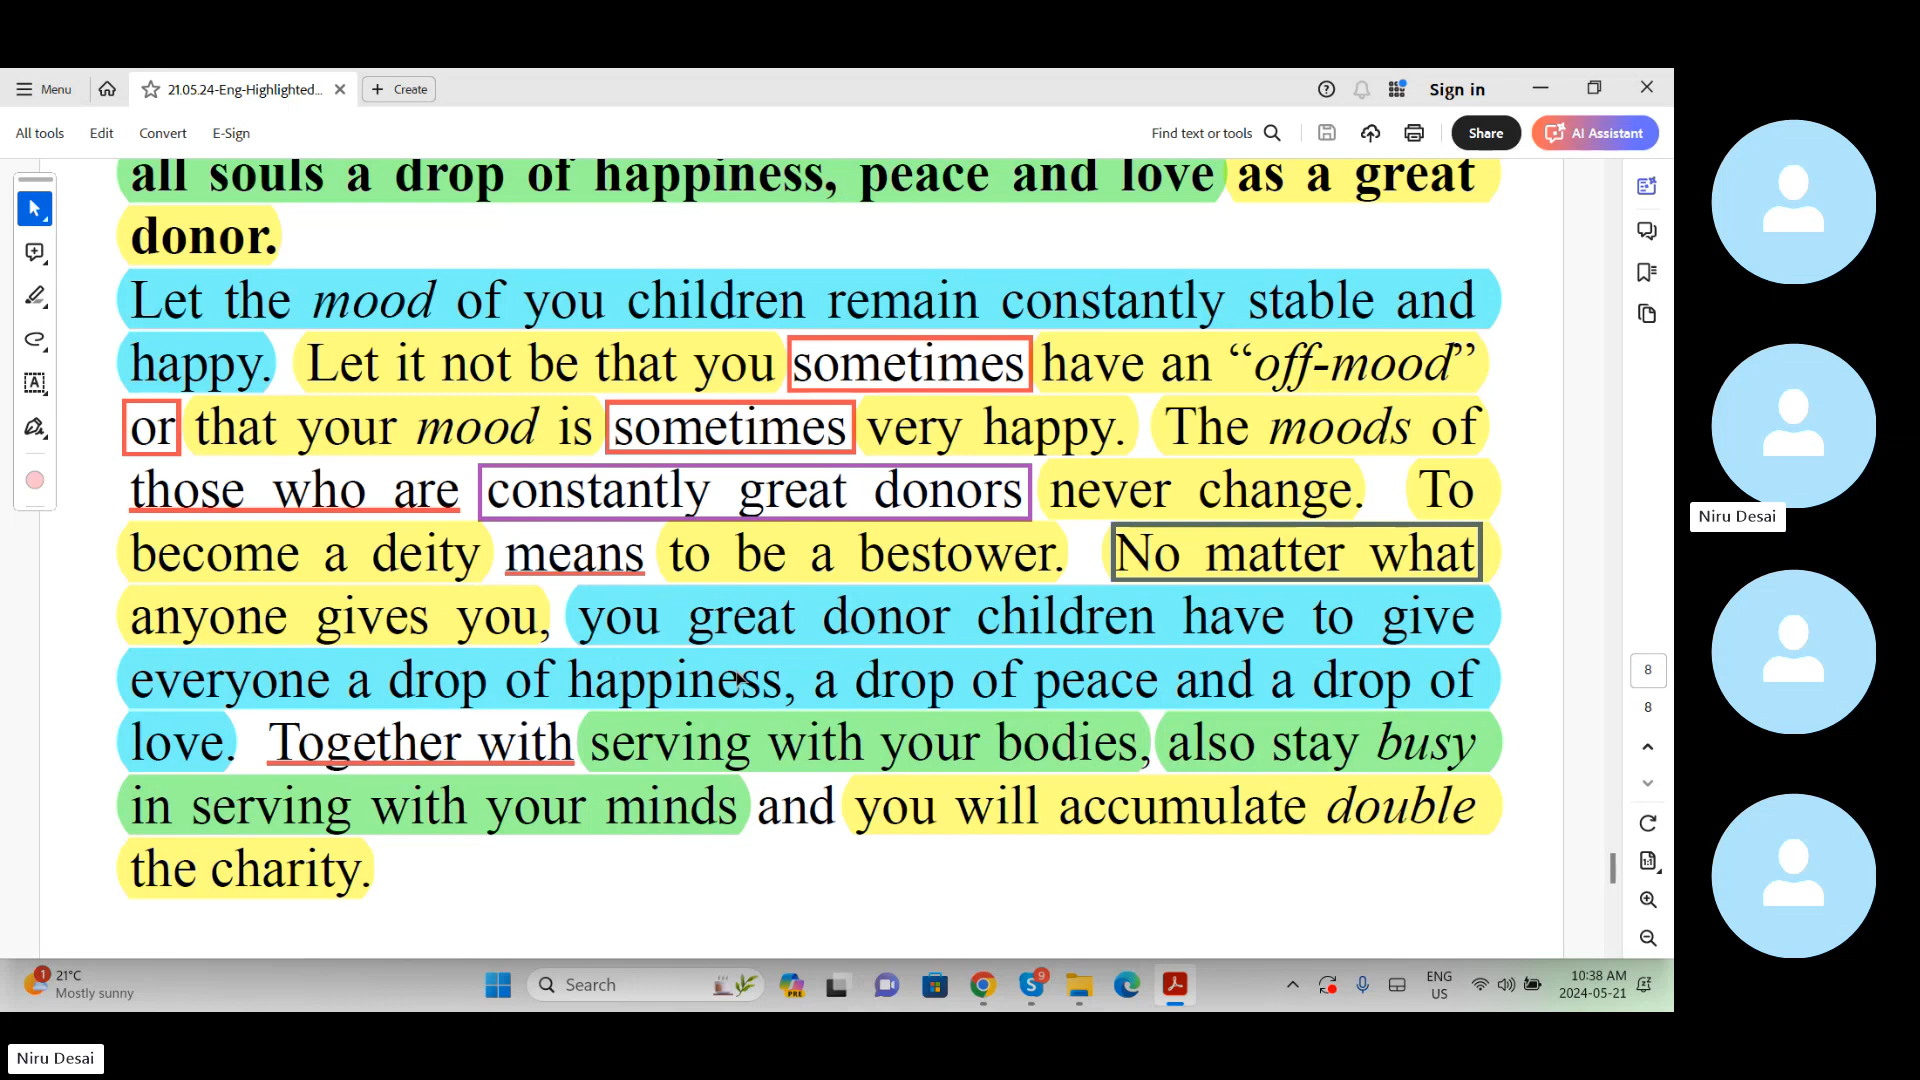 Menu
21.05.24-Eng-Highlighted...
Create
Sign in
All tools
Edit
Convert
E-Sign
Find text or tools
Share
AI Assistant
all souls a drop of happiness, peace and love as a great
donor.
Let the mood of you children remain constantly stable and
happy. Let it not be that you sometimes have an “off-mood”
or that your mood is sometimes very happy. The moods of
those who are constantly great donors never change. To
become a deity means to be a bestower. No matter what
anyone gives you, you great donor children have to give
everyone a drop of happiness, a drop of peace and a drop of
love. Together with serving with your bodies, also stay busy
in serving with your minds and you will accumulate double
the charity.
8
8
Niru Desai
1
21°C
Mostly sunny
Search
PRE
9
ENG
US
10:38 AM
2024-05-21
Niru Desai